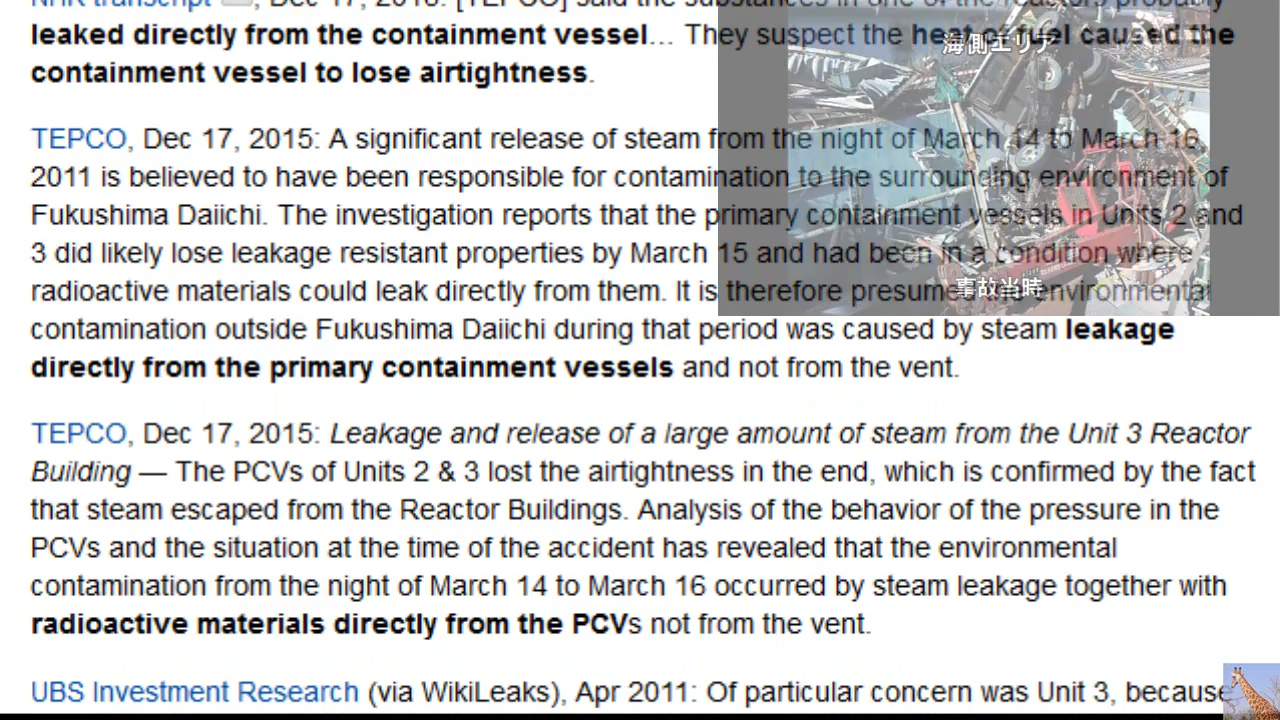 leaked directly from the containment vessel... They suspect the heat of fuel caused the
containment vessel to lose airtightness.
TEPCO, Dec 17, 2015: A significant release of steam from the night of March 14 to March 16,
2011 is believed to have been responsible for contamination to the surrounding environment of
Fukushima Daiichi. The investigation reports that the primary containment vessels in Units 2 and
3 did likely lose leakage resistant properties by March 15 and had been in a condition where
radioactive materials could leak directly from them. It is therefore presumed environmental
contamination outside Fukushima Daiichi during that period was caused by steam leakage
directly from the primary containment vessels and not from the vent.
TEPCO, Dec 17, 2015: Leakage and release of a large amount of steam from the Unit 3 Reactor
Building — The PCVs of Units 2 & 3 lost the airtightness in the end, which is confirmed by the fact
that steam escaped from the Reactor Buildings. Analysis of the behavior of the pressure in the
PCVs and the situation at the time of the accident has revealed that the environmental
contamination from the night of March 14 to March 16 occurred by steam leakage together with
radioactive materials directly from the PCVs not from the vent.
UBS Investment Research (via WikiLeaks), Apr 2011: Of particular concern was Unit 3, because
海側エリア
事故当時